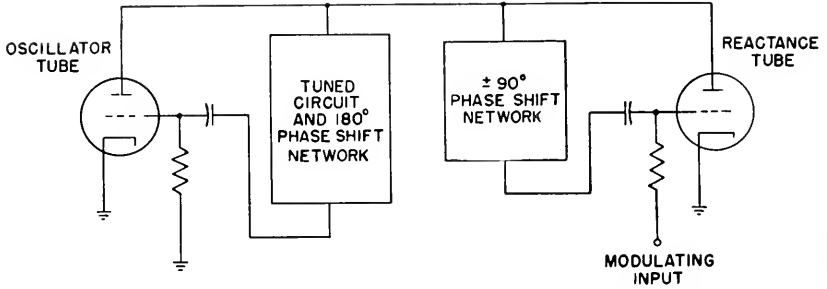 OSCILLATOR
TUBE
TUNED
CIRCUIT
AND 180°
PHASE SHIFT
NETWORK
± 90°
PHASE SHIFT
NETWORK
REACTANCE
TUBE
MODULATING
INPUT